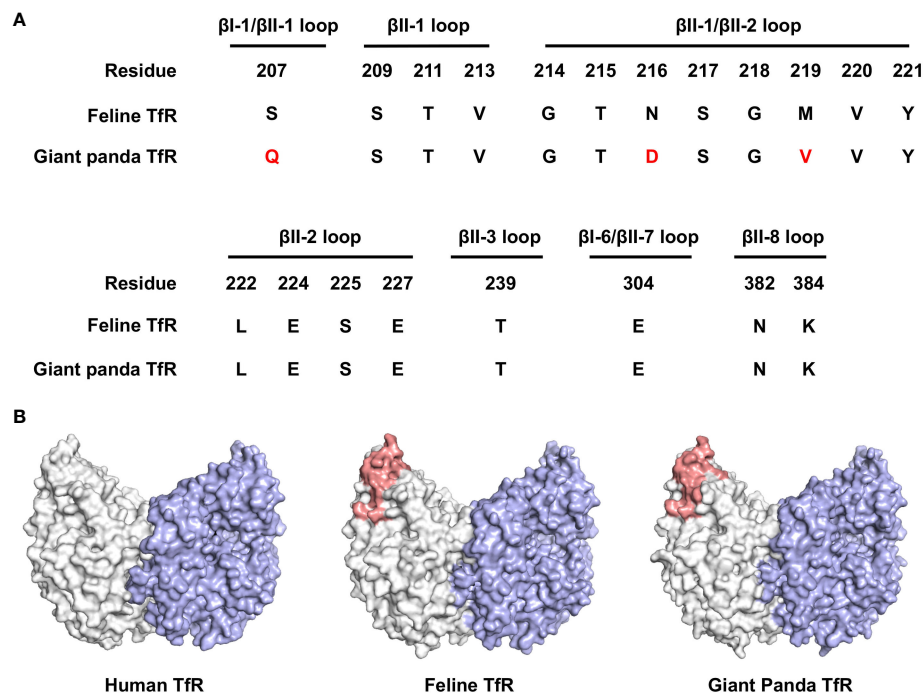 A
βI-1/βII-1 loop βII-1 loop βII-1/βII-2 loop
Residue 207 209 211 213 214 215 216 217 218 219 220 221
Feline TfR S S T V G T N S G M V Y
Giant panda TfR Q S T V G T D S G V V Y
βII-2 loop βII-3 loop βI-6/βII-7 loop βII-8 loop
Residue 222 224 225 227 239 304 382 384
Feline TfR L E S E T E N K
Giant panda TfR L E S E T E N K
B
Human TfR Feline TfR Giant Panda TfR